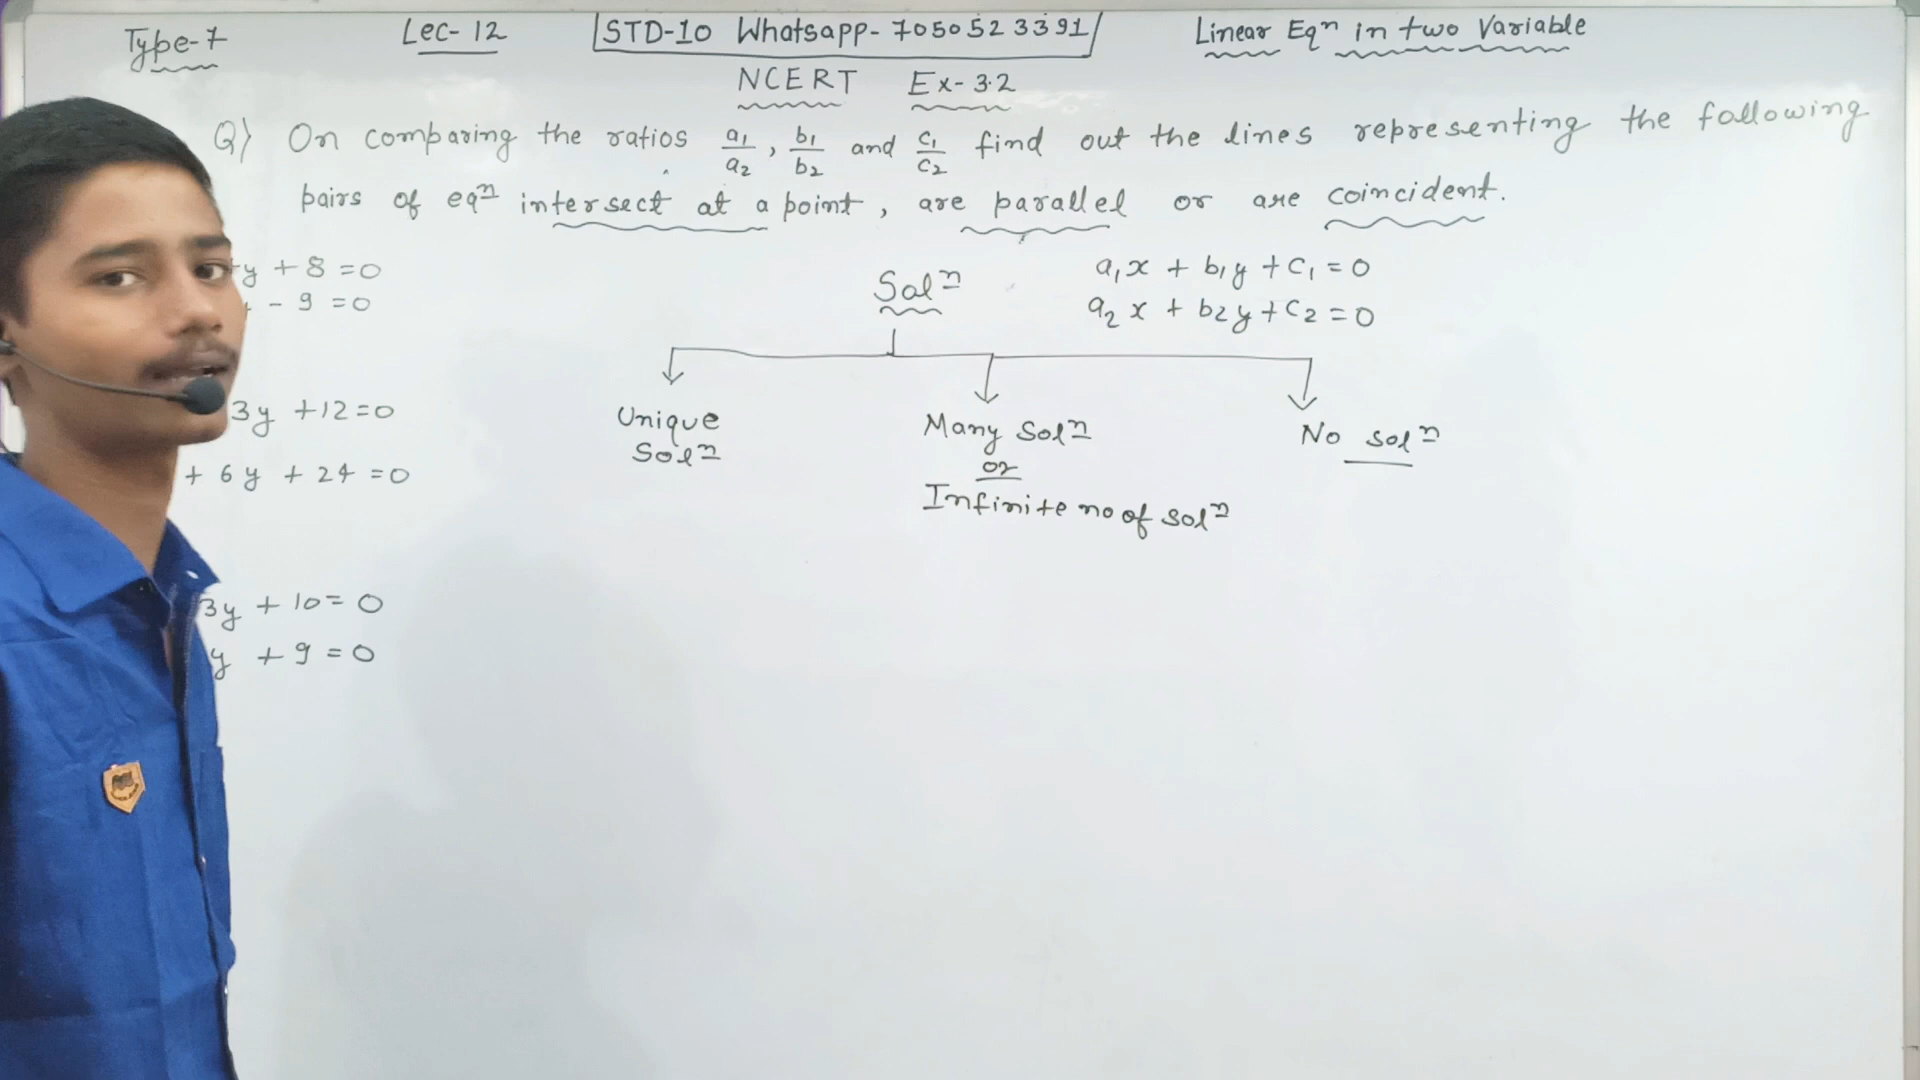 Type-7 Lec-12 STD-10 Whatsapp-7050523391 Linear Eqn in two Variable
NCERT Ex-3.2
Q) On comparing the ratios a1/a2, b1/b2 and c1/c2 find out the lines representing the following
pairs of eqn intersect at a point, are parallel or are coincident.
y + 8 = 0
- 9 = 0
3y + 12 = 0
+ 6y + 24 = 0
3y + 10 = 0
y + 9 = 0
Soln
a1x + b1y + c1 = 0
a2x + b2y + c2 = 0
Unique
Soln
Many Soln
or
Infinite no of soln
No soln